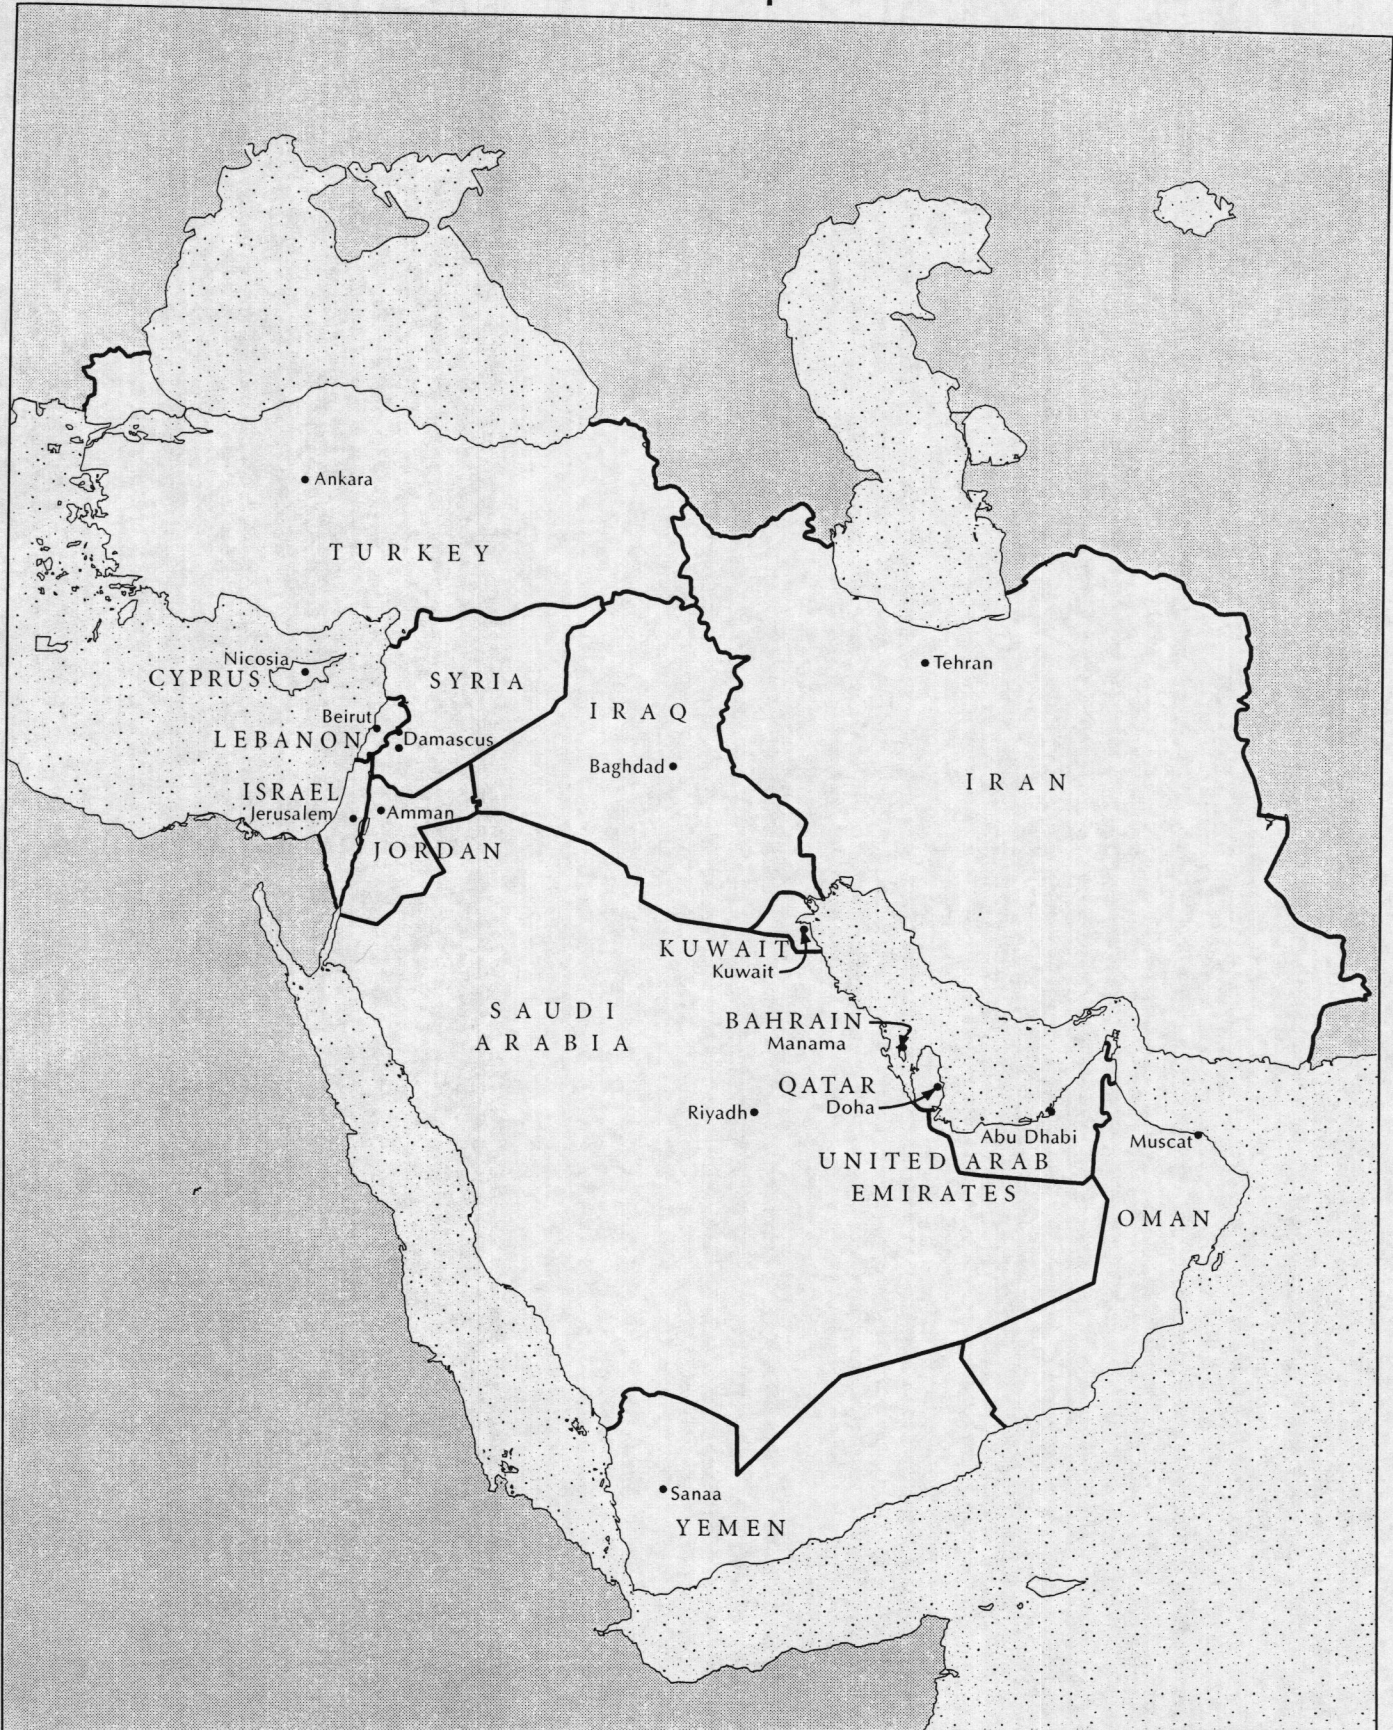 Ankara
TURKEY
Nicosia
CYPRUS
SYRIA
Tehran
IRAQ
Beirut
LEBANON
Damascus
Baghdad
IRAN
ISRAEL
Jerusalem
Amman
JORDAN
KUWAIT
Kuwait
SAUDI
ARABIA
BAHRAIN
Manama
QATAR
Doha
Riyadh
Abu Dhabi
Muscat
UNITED ARAB
EMIRATES
OMAN
Sanaa
YEMEN